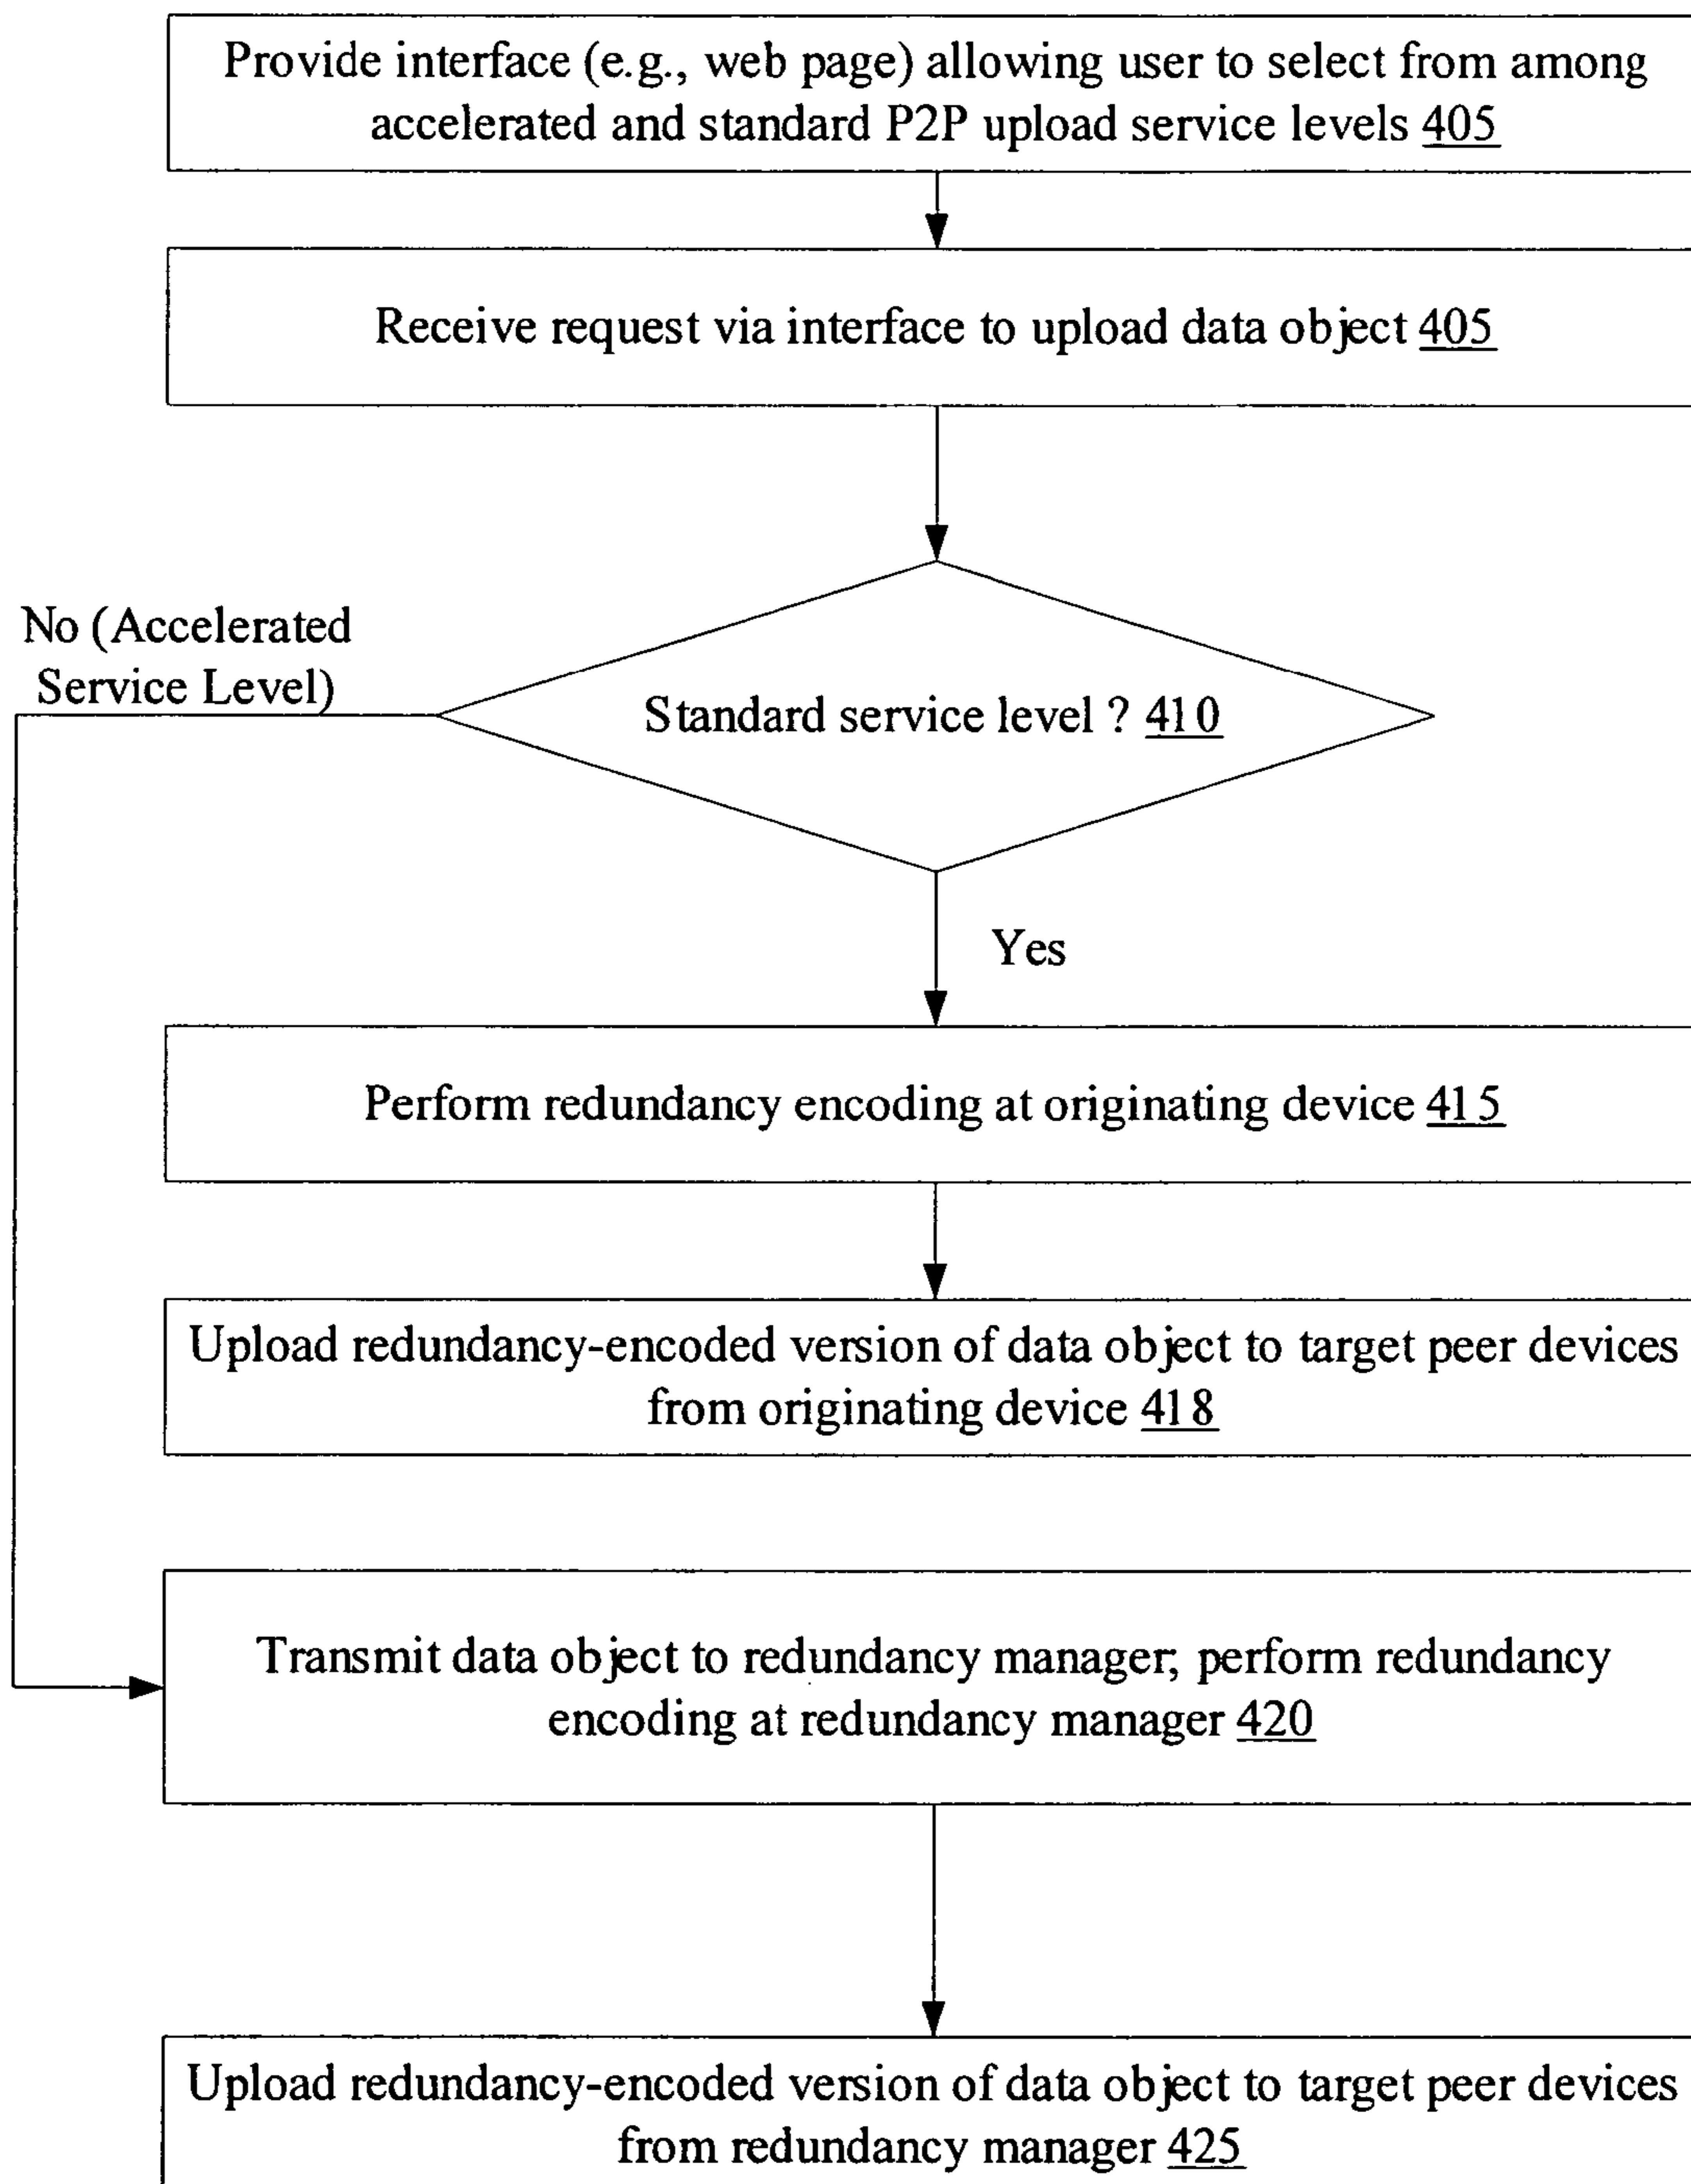 Provide interface (e.g., web page) allowing user to select from among
accelerated and standard P2P upload service levels 405
Receive request via interface to upload data object 405
No (Accelerated
Service Level)
Standard service level ? 410
Yes
Perform redundancy encoding at originating device 415
Upload redundancy-encoded version of data object to target peer devices
from originating device 418
Transmit data object to redundancy manager; perform redundancy
encoding at redundancy manager 420
Upload redundancy-encoded version of data object to target peer devices
from redundancy manager 425